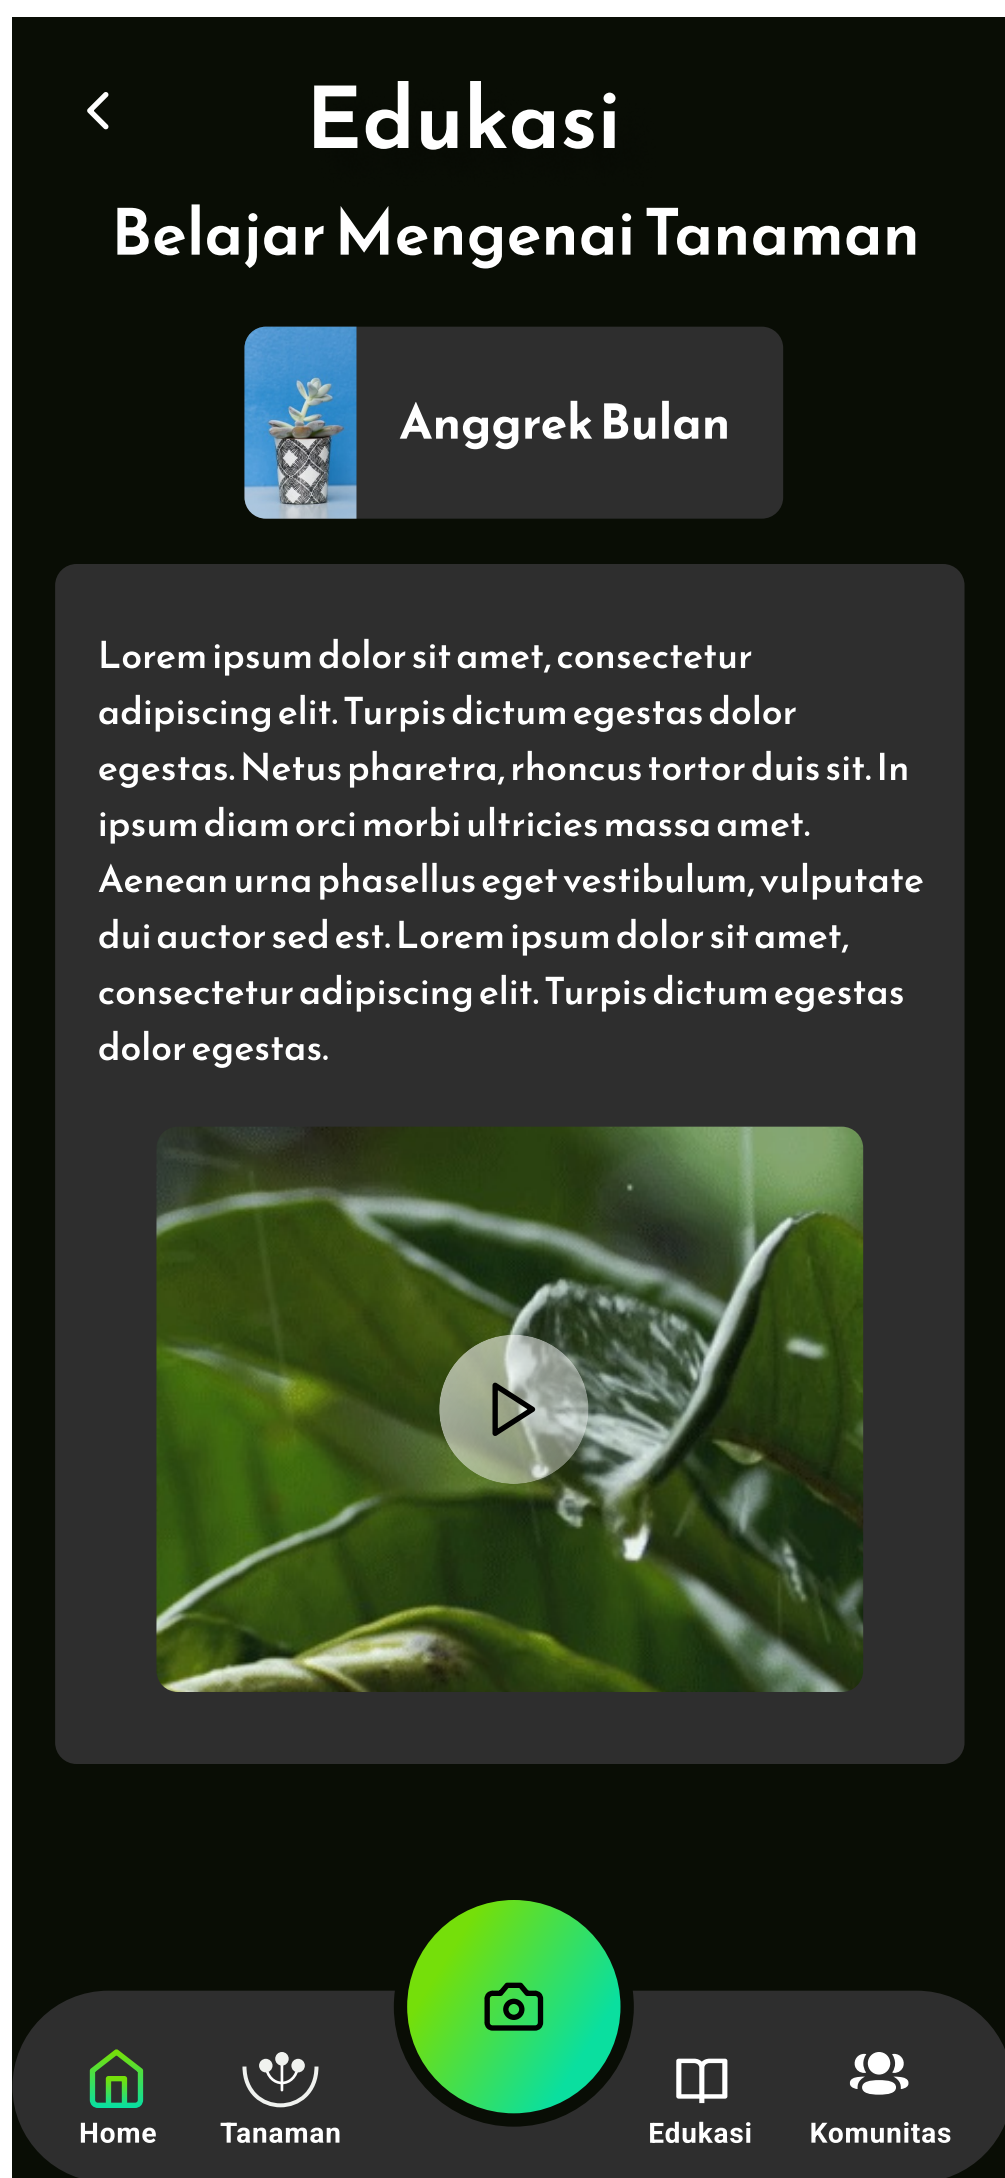 Edukasi
Belajar Mengenai Tanaman
Anggrek Bulan
Lorem ipsum dolor sit amet, consectetur
adipiscing elit. Turpis dictum egestas dolor
egestas. Netus pharetra, rhoncus tortor duis sit. In
ipsum diam orci morbi ultricies massa amet.
Aenean urna phasellus eget vestibulum, vulputate
dui auctor sed est. Lorem ipsum dolor sit amet,
consectetur adipiscing elit. Turpis dictum egestas
dolor egestas.
Home
Tanaman
Edukasi
Komunitas